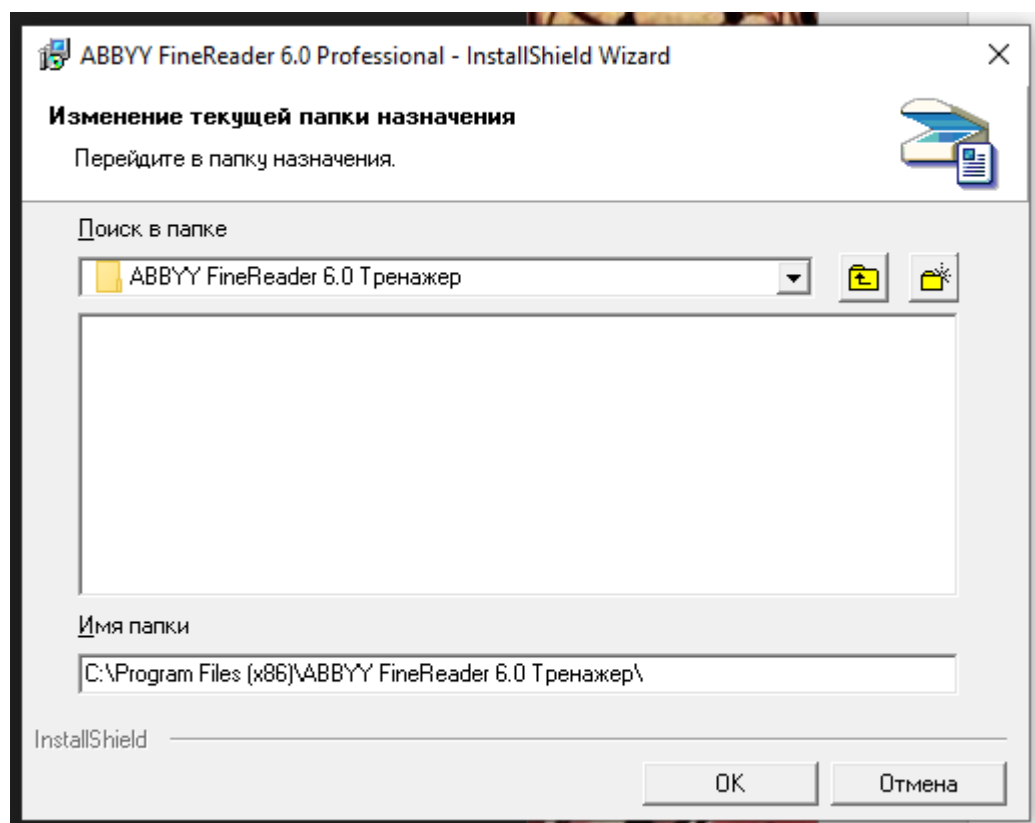 ABBYY FineReader 6.0 Professional - InstallShield Wizard
Изменение текущей папки назначения
Перейдите в папку назначения.
Поиск в папке
ABBYY FineReader 6.0 Тренажер
Имя папки
C:\Program Files (x86)\ABBYY FineReader 6.0 Тренажер\
InstallShield
OK
Отмена